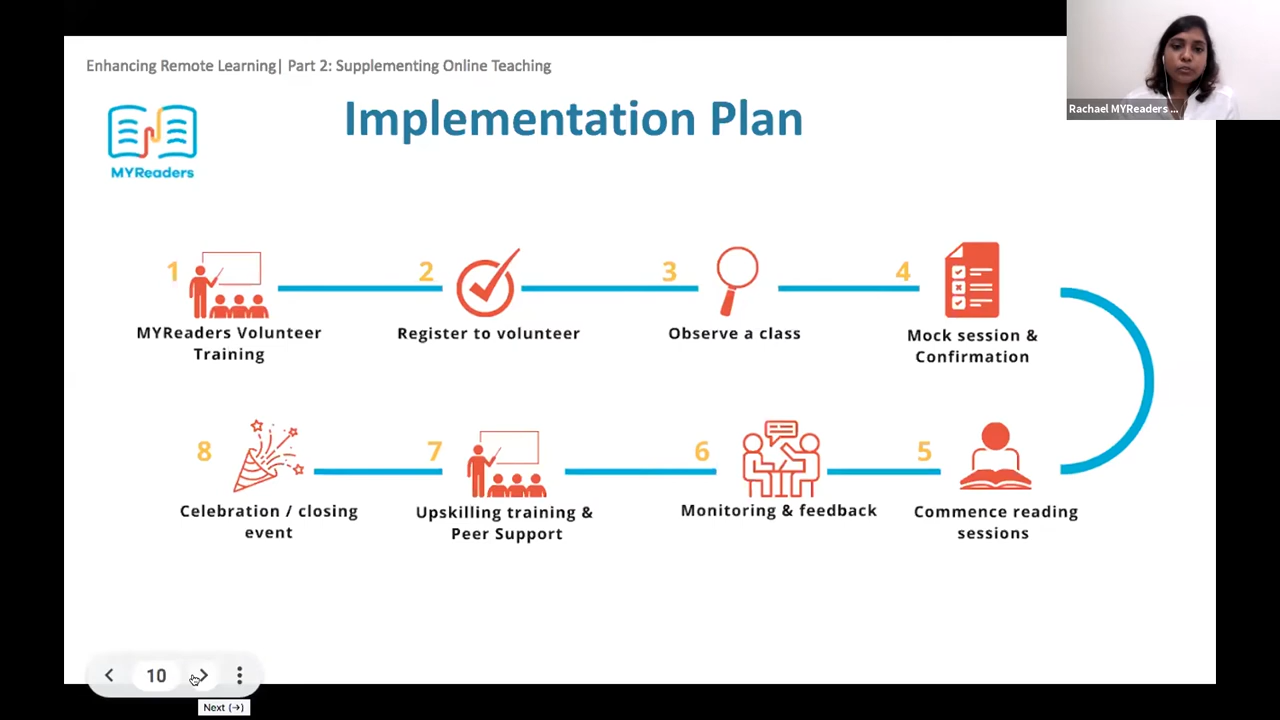 Enhancing Remote Learning| Part 2: Supplementing Online Teaching
Rachael MYReaders ...
Implementation Plan
MYReaders
1
2
3
4
MYReaders Volunteer
Training
Register to volunteer
Observe a class
Mock session &
Confirmation
8
7
6
5
Celebration / closing
event
Upskilling training &
Peer Support
Monitoring & feedback
Commence reading
sessions
10
Next (→)